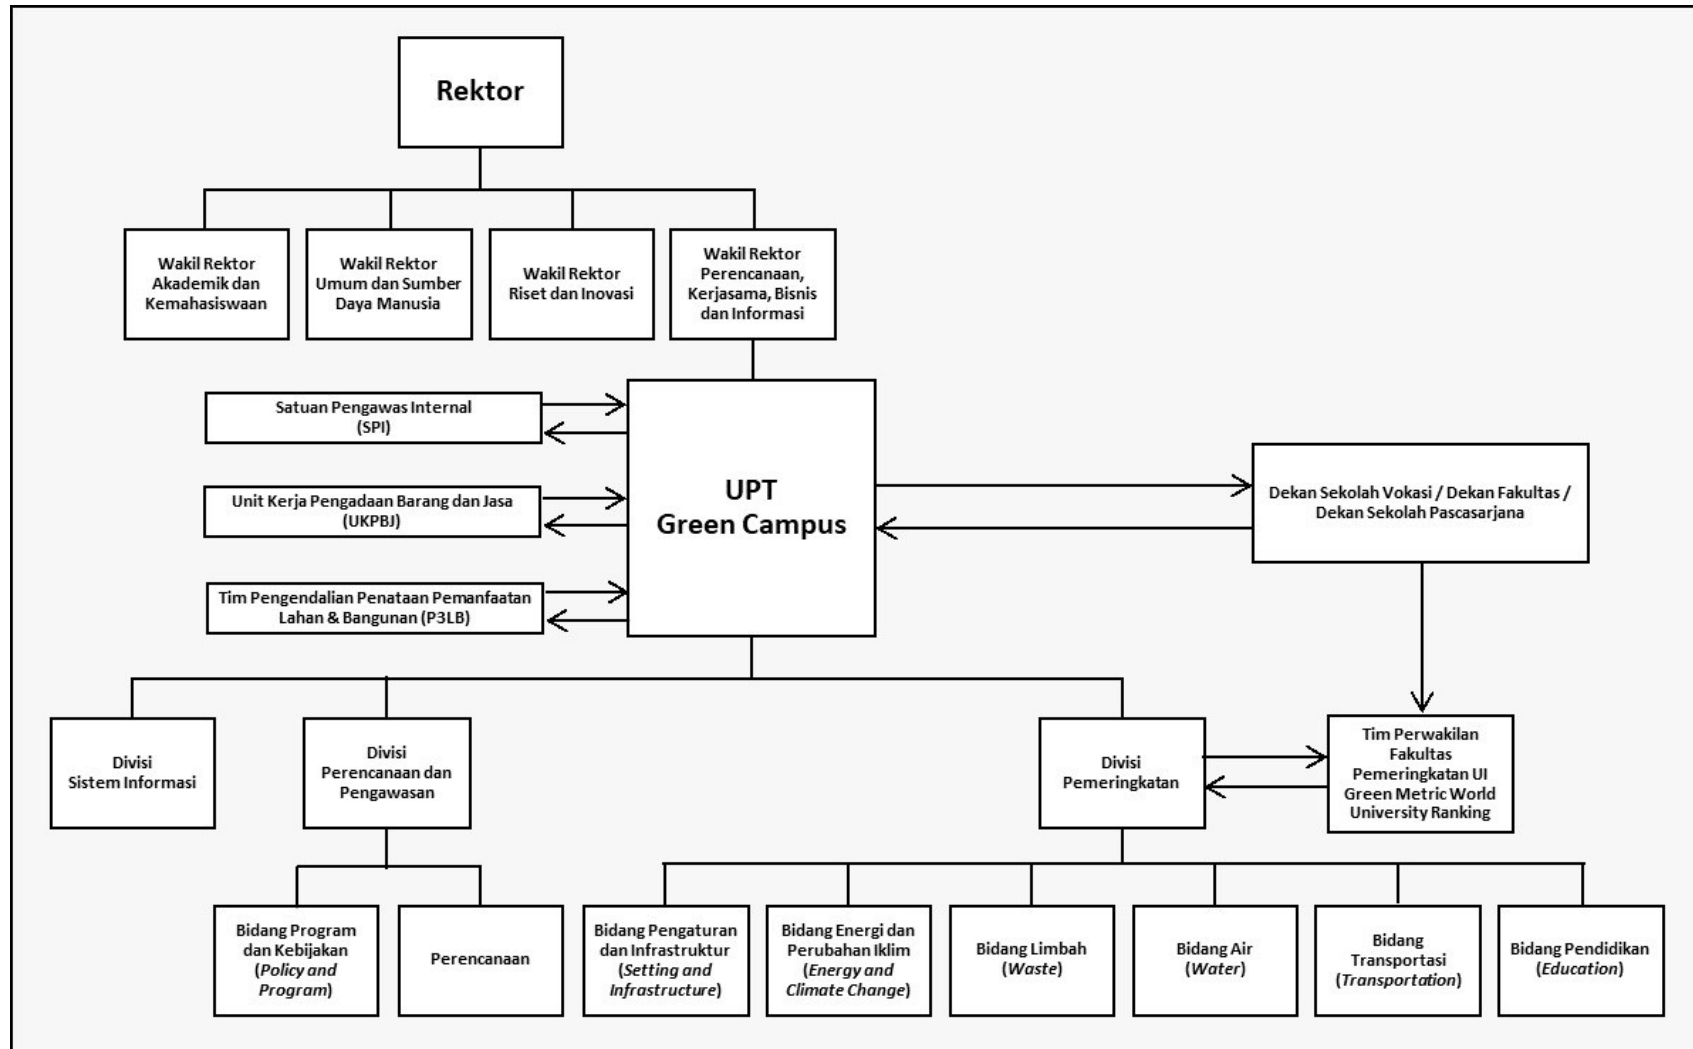 Rektor
Wakil Rektor
Akademik dan
Kemahasiswaan
Wakil Rektor
Umum dan Sumber
Daya Manusia
Wakil Rektor
Riset dan Inovasi
Wakil Rektor
Perencanaan,
Kerjasama, Bisnis
dan Informasi
Satuan Pengawas Internal
(SPI)
Unit Kerja Pengadaan Barang dan Jasa
(UKPBJ)
Tim Pengendalian Penataan Pemanfaatan
Lahan & Bangunan (P3LB)
UPT
Green Campus
Dekan Sekolah Vokasi / Dekan Fakultas /
Dekan Sekolah Pascasarjana
Divisi
Sistem Informasi
Divisi
Perencanaan dan
Pengawasan
Divisi
Pemeringkatan
Tim Perwakilan
Fakultas
Pemeringkatan UI
Green Metric World
University Ranking
Bidang Program
dan Kebijakan
(Policy and
Program)
Perencanaan
Bidang Pengaturan
dan Infrastruktur
(Setting and
Infrastructure)
Bidang Energi dan
Perubahan Iklim
(Energy and
Climate Change)
Bidang Limbah
(Waste)
Bidang Air
(Water)
Bidang
Transportasi
(Transportation)
Bidang Pendidikan
(Education)